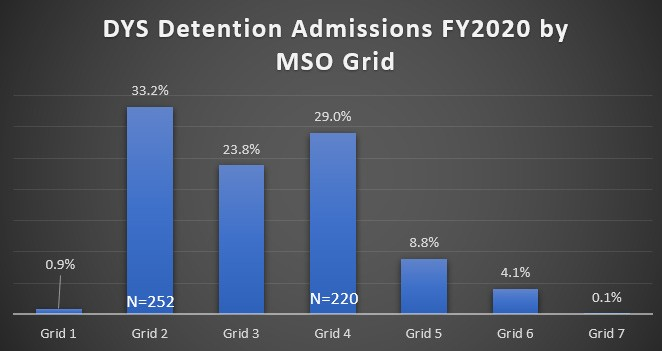 DYS Detention Admissions FY2020 by
MSO Grid
33.2%
29.0%
23.8%
8.8%
4.1%
0.9%
0.1%
N=252
N=220
Grid 1
Grid 2
Grid 3
Grid 4
Grid 5
Grid 6
Grid 7